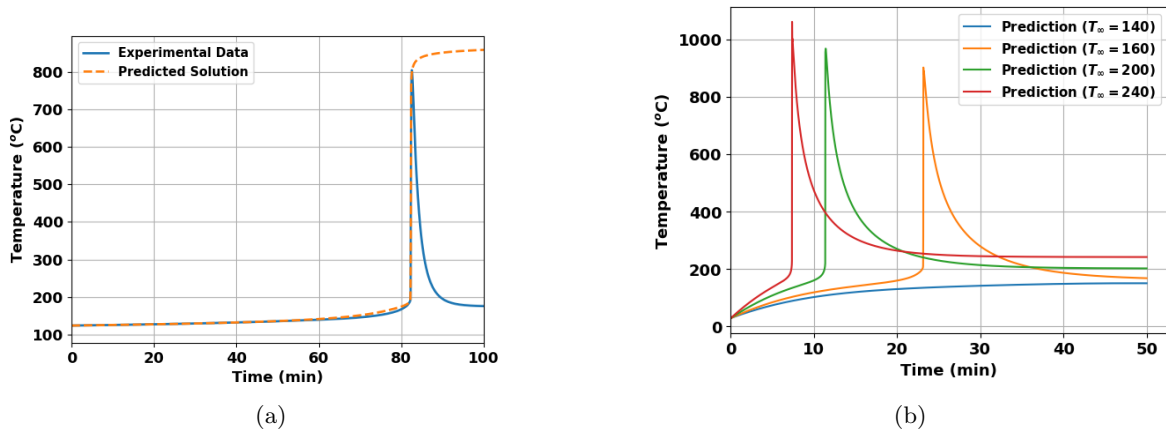 Experimental Data
Predicted Solution
800
700
600
500
400
300
200
100
Temperature (°C)
0 20 40 60 80 100
Time (min)
(a)
Prediction (T∞ = 140)
Prediction (T∞ = 160)
Prediction (T∞ = 200)
Prediction (T∞ = 240)
1000
800
600
400
200
0
Temperature (°C)
0 10 20 30 40 50
Time (min)
(b)